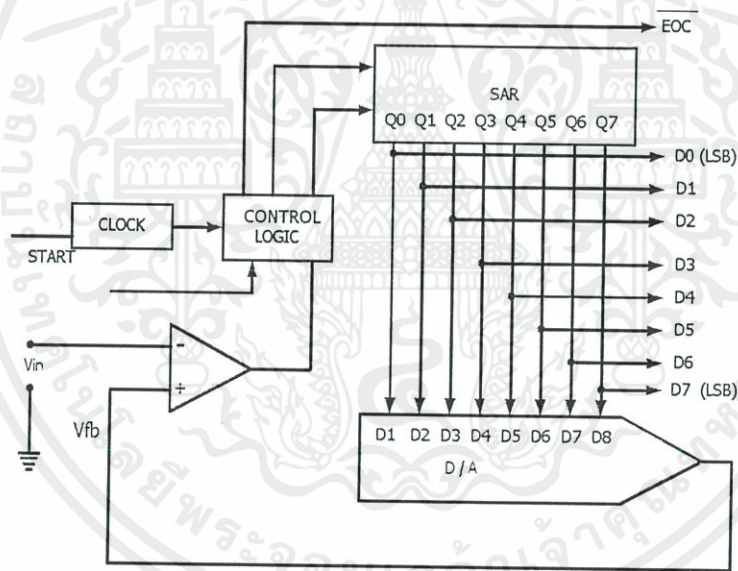 EOC
SAR
Q0 Q1 Q2 Q3 Q4 Q5 Q6 Q7
D0 (LSB)
D1
D2
D3
D4
D5
D6
D7 (LSB)
CLOCK
CONTROL
LOGIC
START
Vin
-
÷
Vfb
D1 D2 D3 D4 D5 D6 D7 D8
D/A